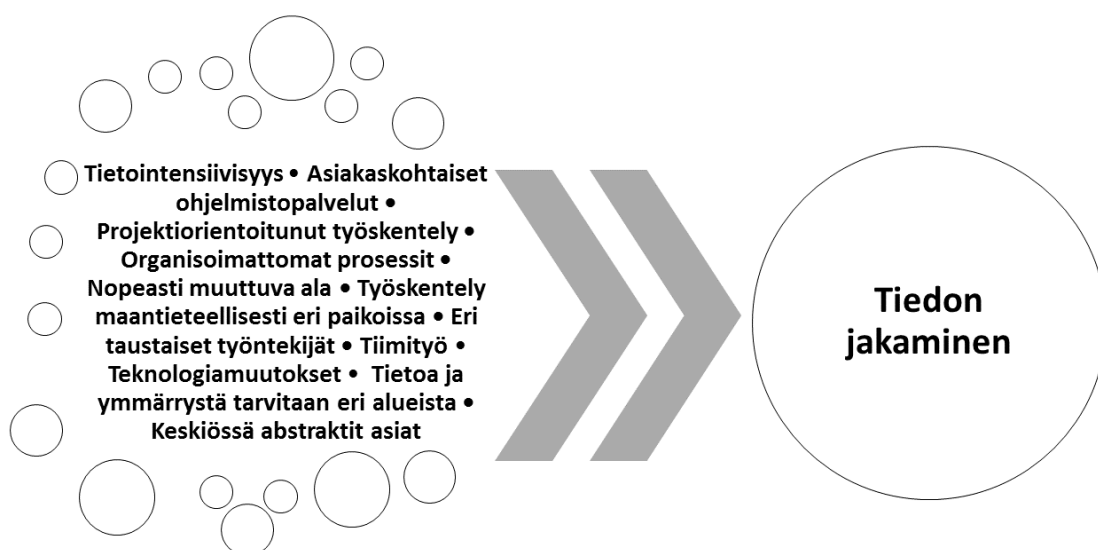 Tietointensiivisyys • Asiakaskohtaiset
ohjelmistopalvelut •
Projektiorientoitunut työskentely •
Organisoimattomat prosessit •
Nopeasti muuttuva ala • Työskentely
maantieteellisesti eri paikoissa • Eri
taustaiset työntekijät • Tiimityö •
Teknologiamuutokset • Tietoa ja
ymmärrystä tarvitaan eri alueista •
Keskiössä abstraktit asiat
Tiedon
jakaminen